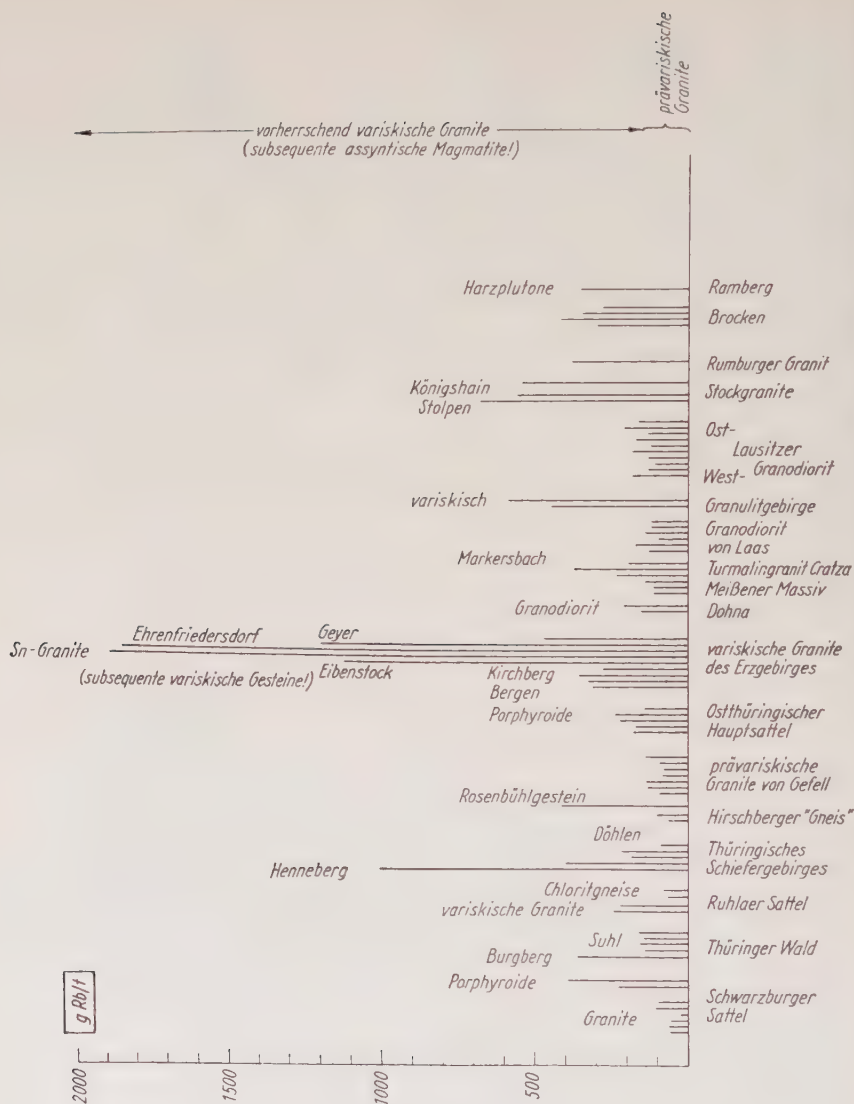 prävariskische
Granite
vorherrschend variskische Granite
(subsequente assyntische Magmatite!)
Harzplutone
Ramberg
Brocken
Rumburger Granit
Königshain
Stockgranite
Stolpen
Ost-
Lausitzer
Granodiorit
West-
variskisch
Granulitgebirge
Granodiorit
von Laas
Markersbach
Turmalingranit Cratza
Meißener Massiv
Granodiorit
Dohna
Ehrenfriedersdorf
Geyer
Sn-Granite
variskische Granite
des Erzgebirges
(subsequente variskische Gesteine!)
Eibenstock
Kirchberg
Bergen
Porphyroide
Ostthüringischer
Hauptsattel
prävariskische
Granite von Gefell
Rosenbühlgestein
Hirschberger "Gneis"
Döhlen
Thüringisches
Schiefergebirges
Henneberg
Chloritgneise
variskische Granite
Ruhlaer Sattel
Suhl
Thüringer Wald
Burgberg
Porphyroide
Schwarzburger
Sattel
Granite
g Rb/t
2000
1500
1000
500